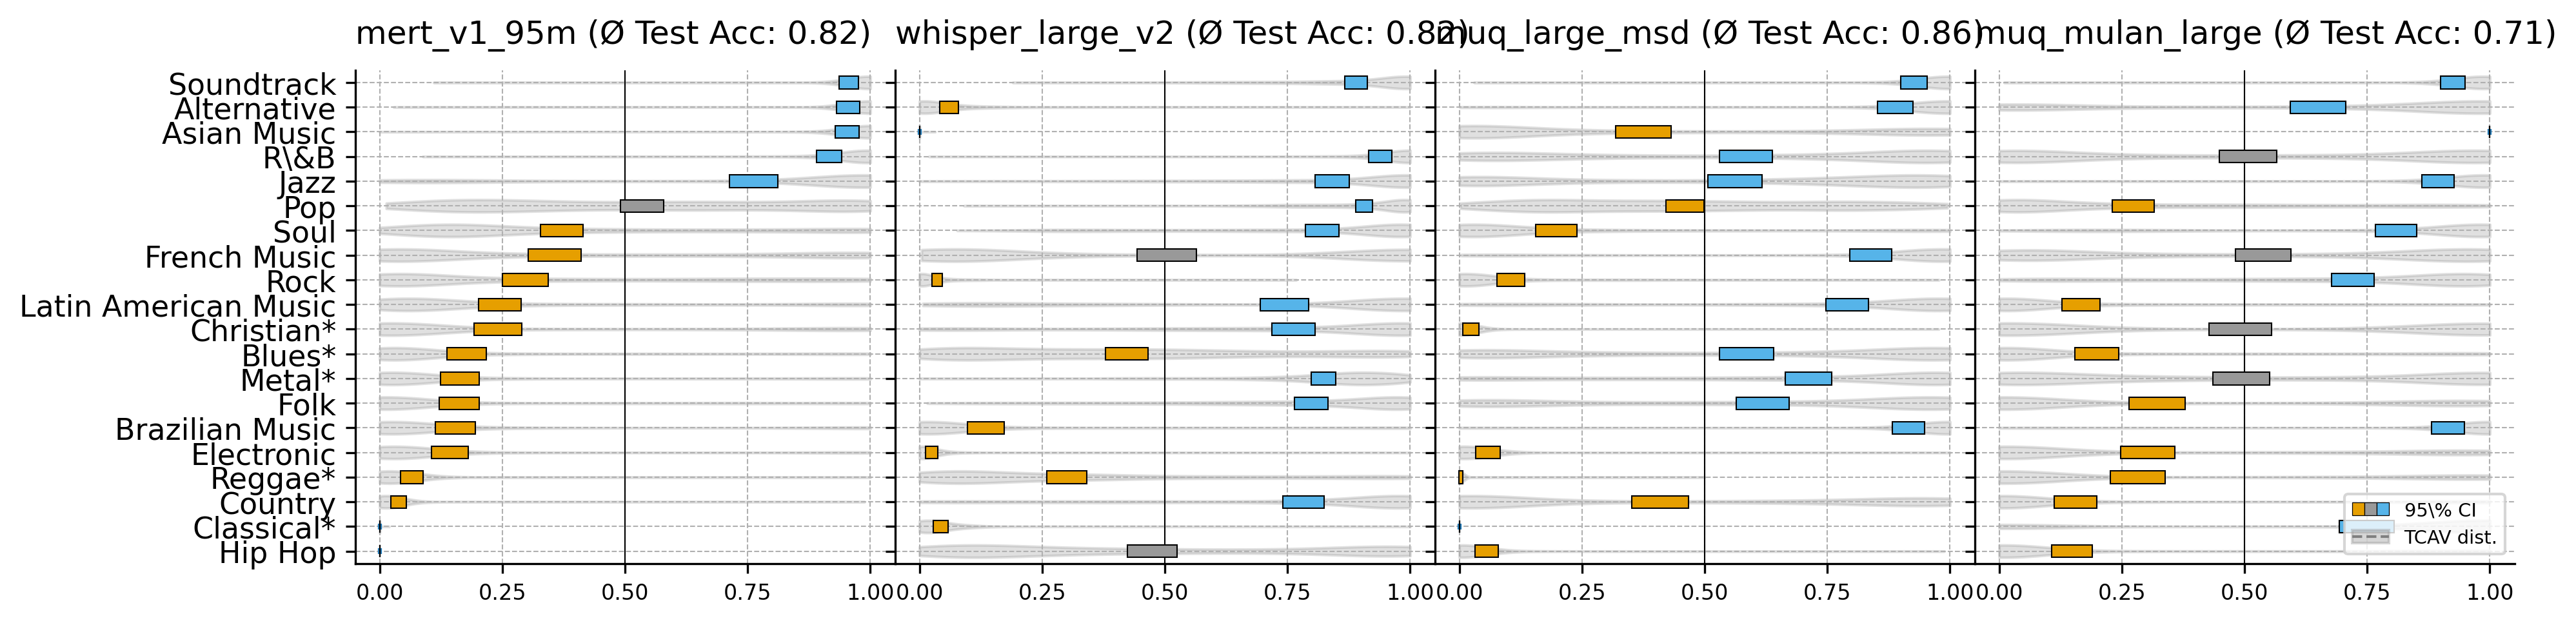 mert_v1_95m (Ø Test Acc: 0.82)
whisper_large_v2 (Ø Test Acc: 0.82)
muq_large_msd (Ø Test Acc: 0.86)
muq_mulan_large (Ø Test Acc: 0.71)
Soundtrack
Alternative
Asian Music
R\&B
Jazz
Pop
Soul
French Music
Rock
Latin American Music
Christian*
Blues*
Metal*
Folk
Brazilian Music
Electronic
Reggae*
Country
Classical*
Hip Hop
95\% CI
TCAV dist.
0.00 0.25 0.50 0.75 1.00
0.00 0.25 0.50 0.75 1.00
0.00 0.25 0.50 0.75 1.00
0.00 0.25 0.50 0.75 1.00